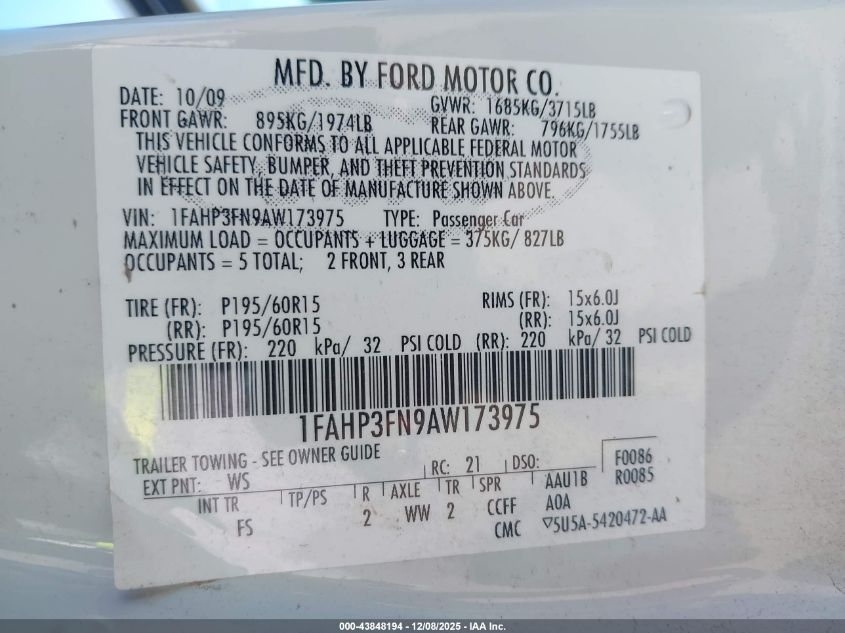 MFD. BY FORD MOTOR CO.
DATE: 10/09 GVWR: 1685KG/3715LB
FRONT GAWR: 895KG/1974LB REAR GAWR: 796KG/1755LB
THIS VEHICLE CONFORMS TO ALL APPLICABLE FEDERAL MOTOR
VEHICLE SAFETY, BUMPER, AND THEFT PREVENTION STANDARDS
IN EFFECT ON THE DATE OF MANUFACTURE SHOWN ABOVE.
VIN: 1FAHP3FN9AW173975 TYPE: Passenger Car
MAXIMUM LOAD = OCCUPANTS + LUGGAGE = 375KG/ 827LB
OCCUPANTS = 5 TOTAL; 2 FRONT, 3 REAR
TIRE (FR): P195/60R15 RIMS (FR): 15x6.0J
(RR): P195/60R15 (RR): 15x6.0J
PRESSURE (FR): 220 kPa/ 32 PSI COLD (RR): 220 kPa/ 32 PSI COLD
1FAHP3FN9AW173975
TRAILER TOWING - SEE OWNER GUIDE
EXT PNT: WS RC: 21 DSO: F0086
R0085
INT TR TP/PS R AXLE TR SPR AAU1B
FS 2 WW 2 CCFF A0A
CMC 5U5A-5420472-AA
000-43848194 - 12/08/2025 - IAA Inc.